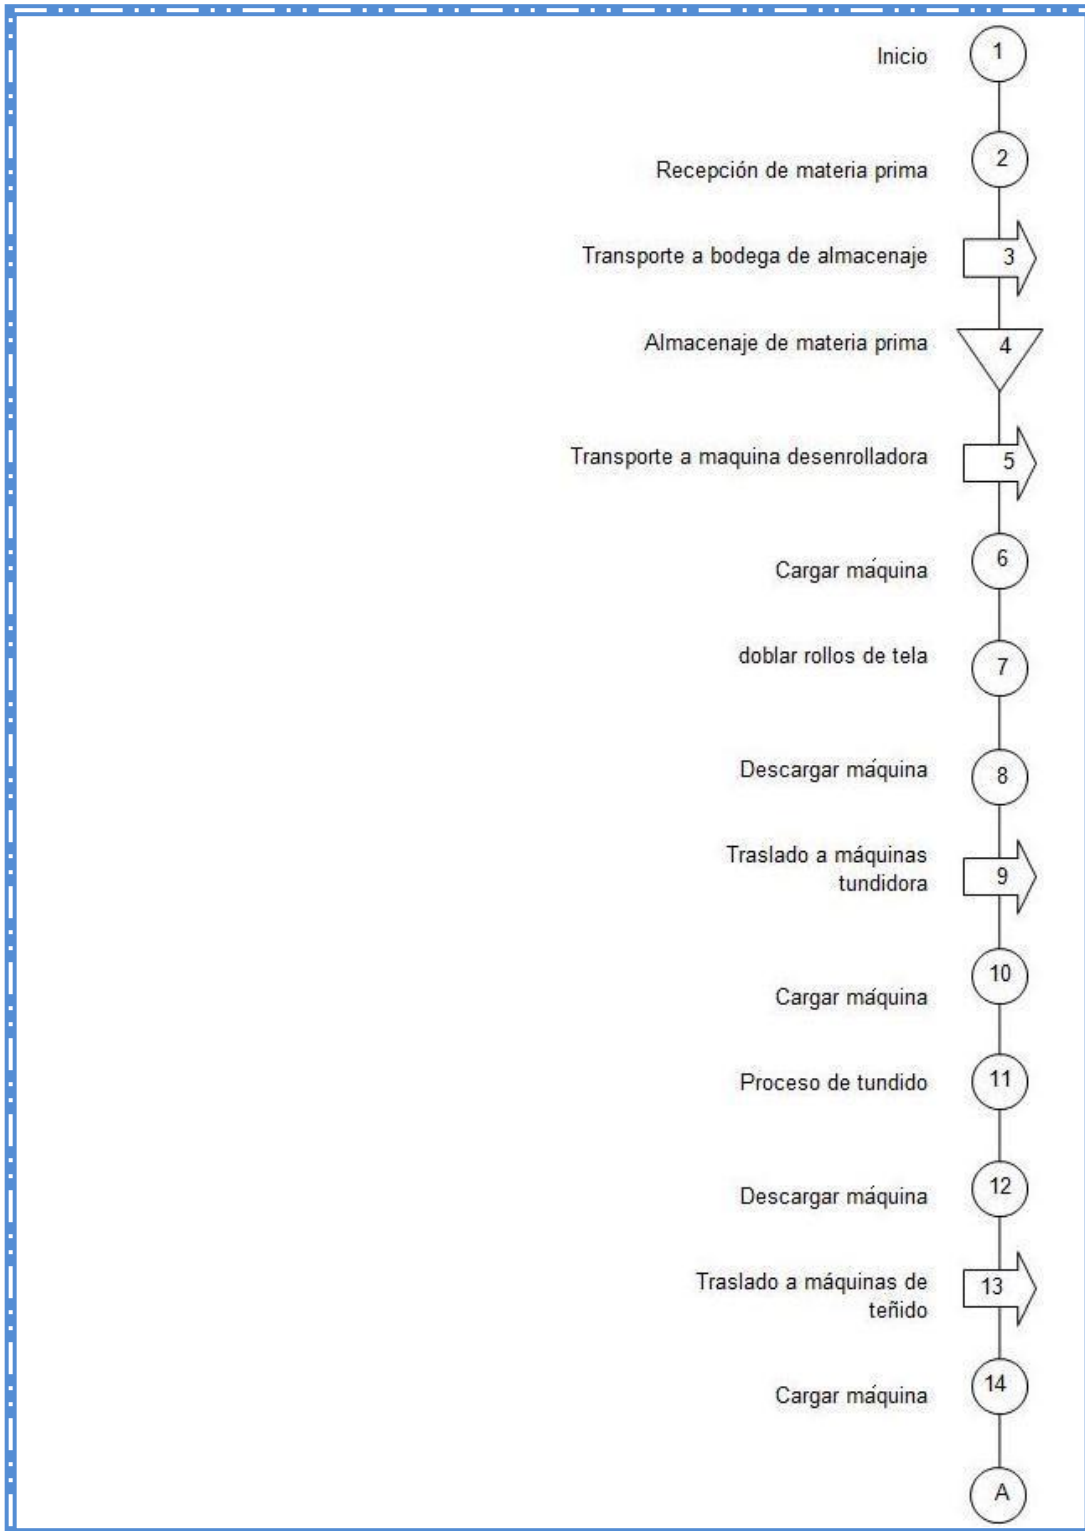 Inicio 1
Recepción de materia prima 2
Transporte a bodega de almacenaje 3
Almacenaje de materia prima 4
Transporte a maquina desenrolladora 5
Cargar máquina 6
doblar rollos de tela 7
Descargar máquina 8
Traslado a máquinas
tundidora 9
Cargar máquina 10
Proceso de tundido 11
Descargar máquina 12
Traslado a máquinas de
teñido 13
Cargar máquina 14
A